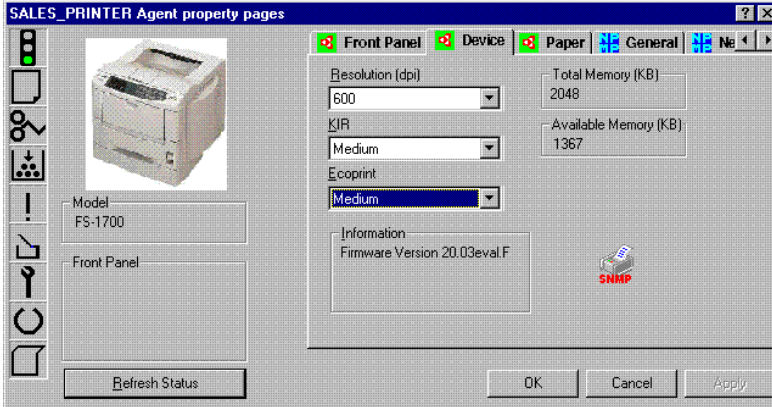 SALES_PRINTER Agent property pages
Front Panel
Device
Paper
General
Ne
Resolution (dpi)
600
KIR
Medium
Ecoprint
Medium
Total Memory (KB)
2048
Available Memory (KB)
1367
Information
Firmware Version 20.03eval.F
SNMP
Model
FS-1700
Front Panel
Refresh Status
OK
Cancel
Apply